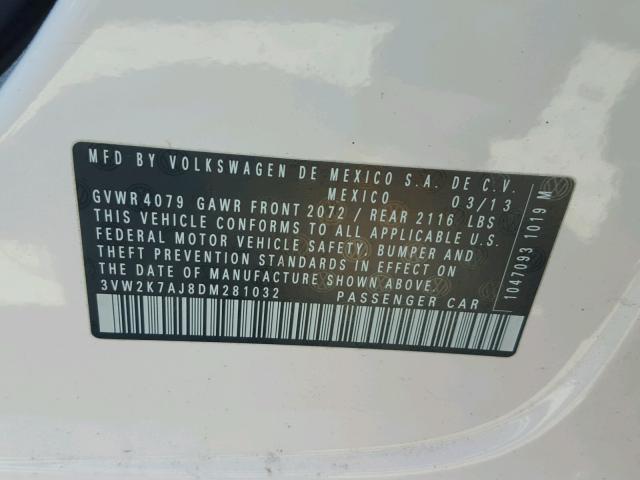 MFD BY VOLKSWAGEN DE MEXICO S.A. DE C.V.
MEXICO 03/13
GVWR 4079 GAWR FRONT 2072 / REAR 2116 LBS
THIS VEHICLE CONFORMS TO ALL APPLICABLE U.S.
FEDERAL MOTOR VEHICLE SAFETY, BUMPER AND
THEFT PREVENTION STANDARDS IN EFFECT ON
THE DATE OF MANUFACTURE SHOWN ABOVE.
3VW2K7AJ8DM281032 PASSENGER CAR
1047093 1019 M